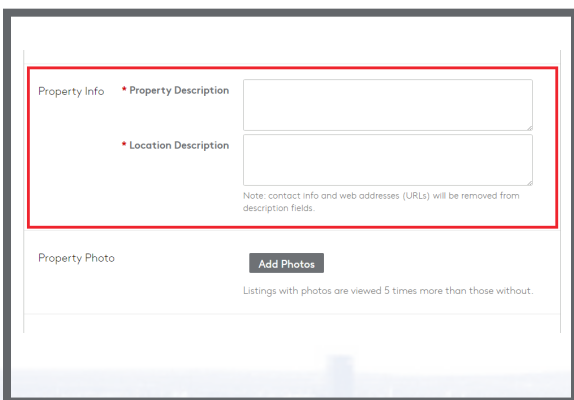 Property Info * Property Description
* Location Description
Note: contact info and web addresses (URLs) will be removed from
description fields.
Property Photo
Add Photos
Listings with photos are viewed 5 times more than those without.